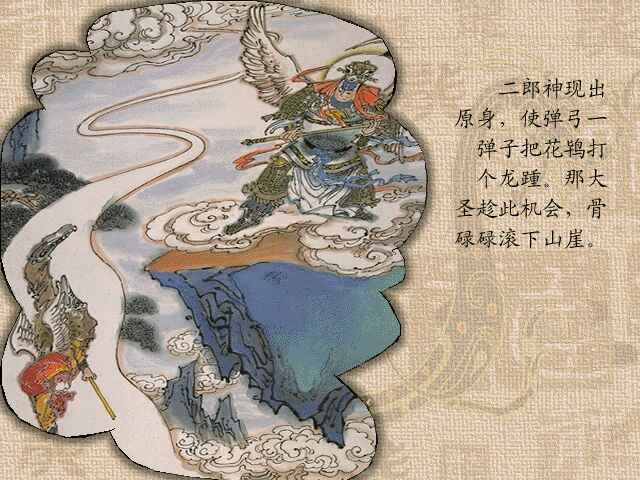 二郎神现出
原身，使弹弓一
弹子把花鸨打
个龙踵。那大
圣趁此机会，骨
碌碌滚下山崖。